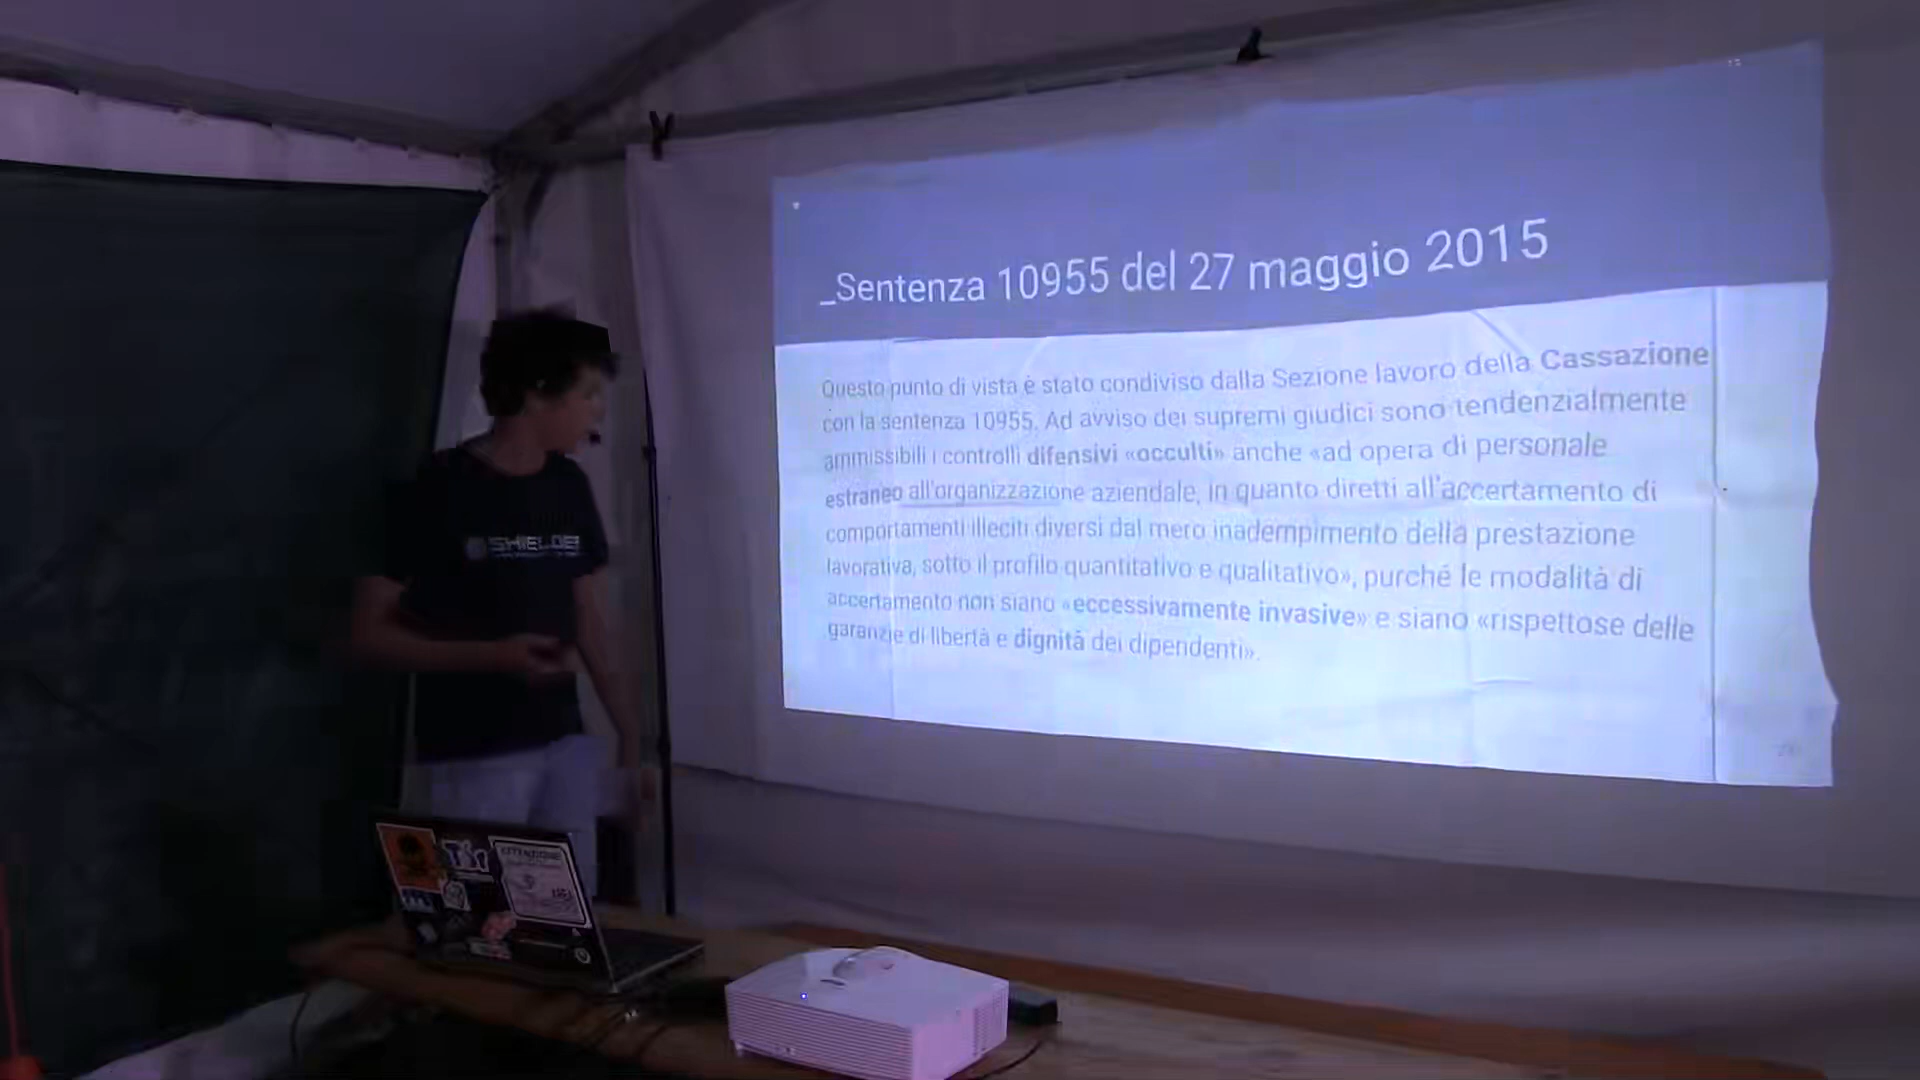 _Sentenza 10955 del 27 maggio 2015
Questo punto di vista è stato condiviso dalla Sezione lavoro della Cassazione
con la sentenza 10955. Ad avviso dei supremi giudici sono tendenzialmente
ammissibili i controlli difensivi «occulti» anche «ad opera di personale
estraneo all'organizzazione aziendale, in quanto diretti all'accertamento di
comportamenti illeciti diversi dal mero inadempimento della prestazione
lavorativa, sotto il profilo quantitativo e qualitativo», purché le modalità di
accertamento non siano «eccessivamente invasive» e siano «rispettose delle
garanzie di libertà e dignità dei dipendenti».
SHIELDER
ATTENZIONE